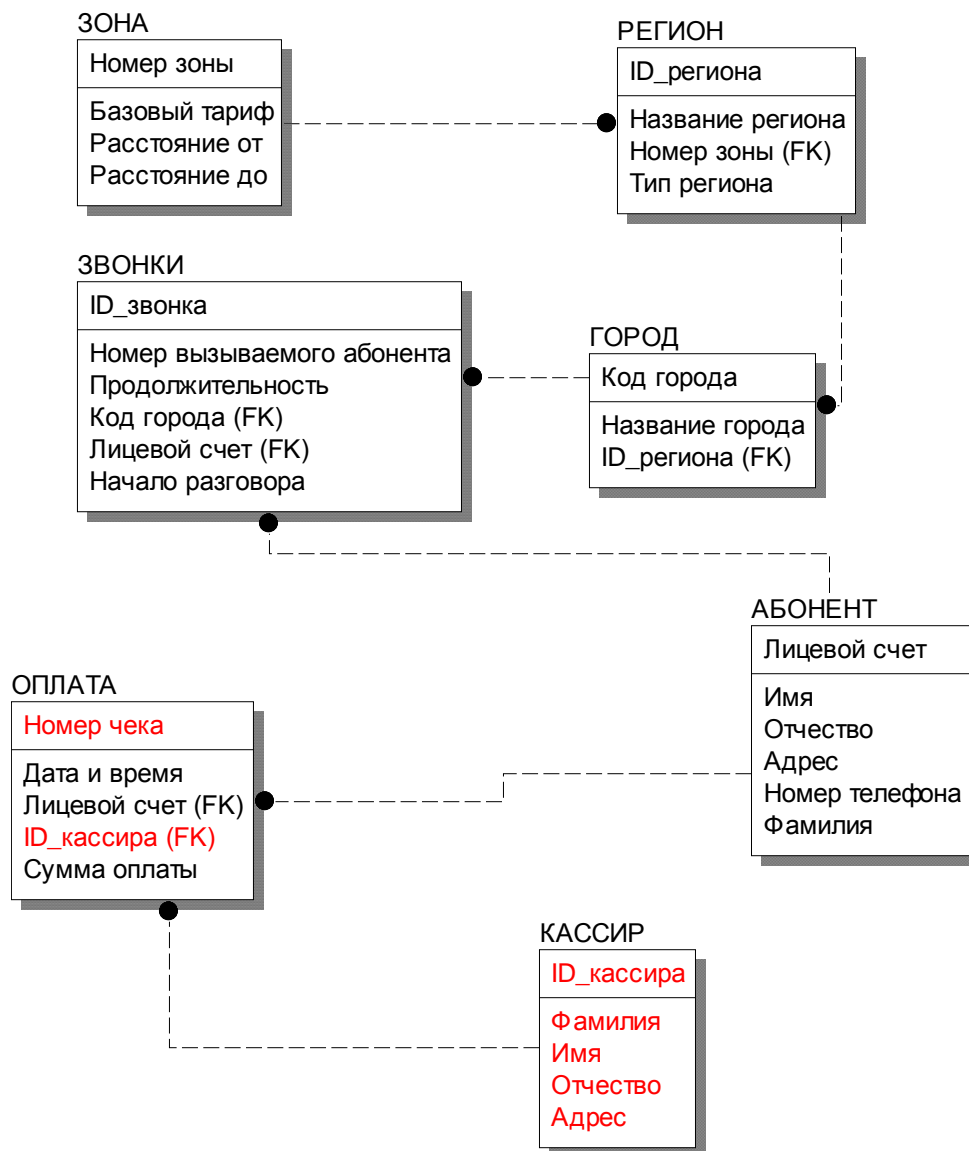 ЗОНА
Номер зоны
Базовый тариф
Расстояние от
Расстояние до
РЕГИОН
ID_региона
Название региона
Номер зоны (FK)
Тип региона
ЗВОНКИ
ID_звонка
Номер вызываемого абонента
Продолжительность
Код города (FK)
Лицевой счет (FK)
Начало разговора
ГОРОД
Код города
Название города
ID_региона (FK)
АБОНЕНТ
Лицевой счет
Имя
Отчество
Адрес
Номер телефона
Фамилия
ОПЛАТА
Номер чека
Дата и время
Лицевой счет (FK)
ID_кассира (FK)
Сумма оплаты
КАССИР
ID_кассира
Фамилия
Имя
Отчество
Адрес